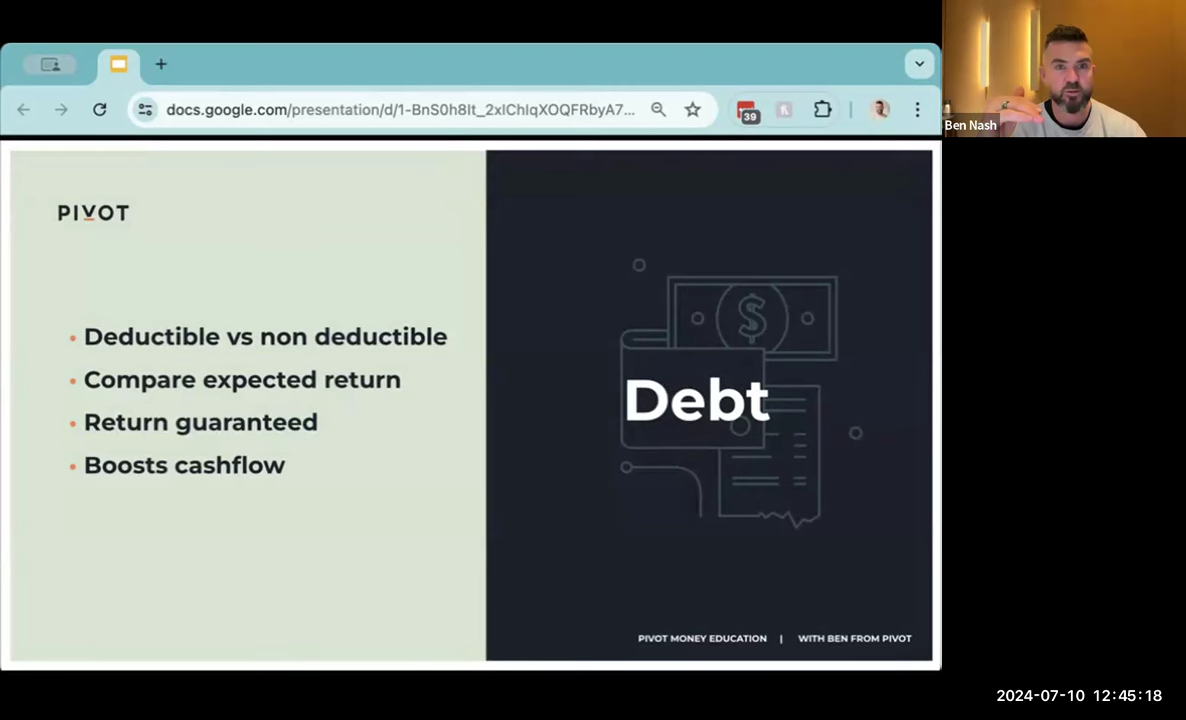 docs.google.com/presentation/d/1-BnS0h8It_2xIChlqXOQFRbyA7...
39
Ben Nash
PIVOT
• Deductible vs non deductible
• Compare expected return
• Return guaranteed
• Boosts cashflow
$
Debt
PIVOT MONEY EDUCATION | WITH BEN FROM PIVOT
2024-07-10 12:45:18